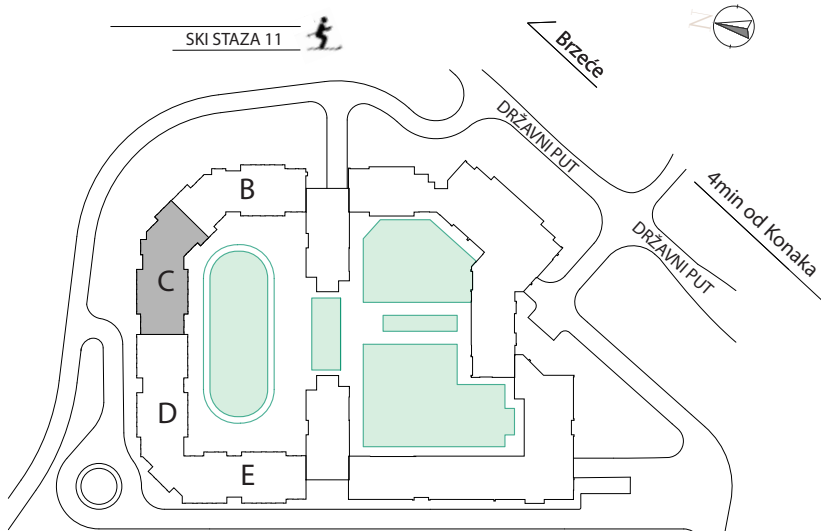 SKI STAZA 11
N
Brzeće
DRŽAVNI PUT
4min od Konaka
DRŽAVNI PUT
B
C
D
E